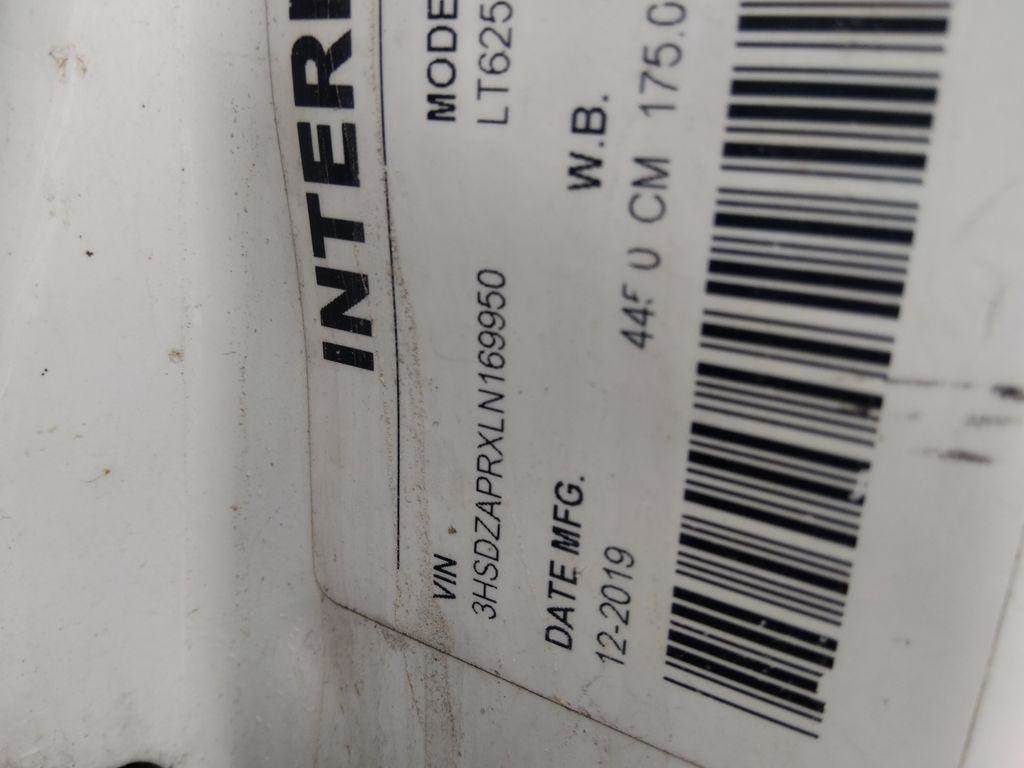 INTER
MODE
LT625
VIN
3HSDZAPRXLN169950
W.B.
DATE MFG.
12-2019
CM 175.0